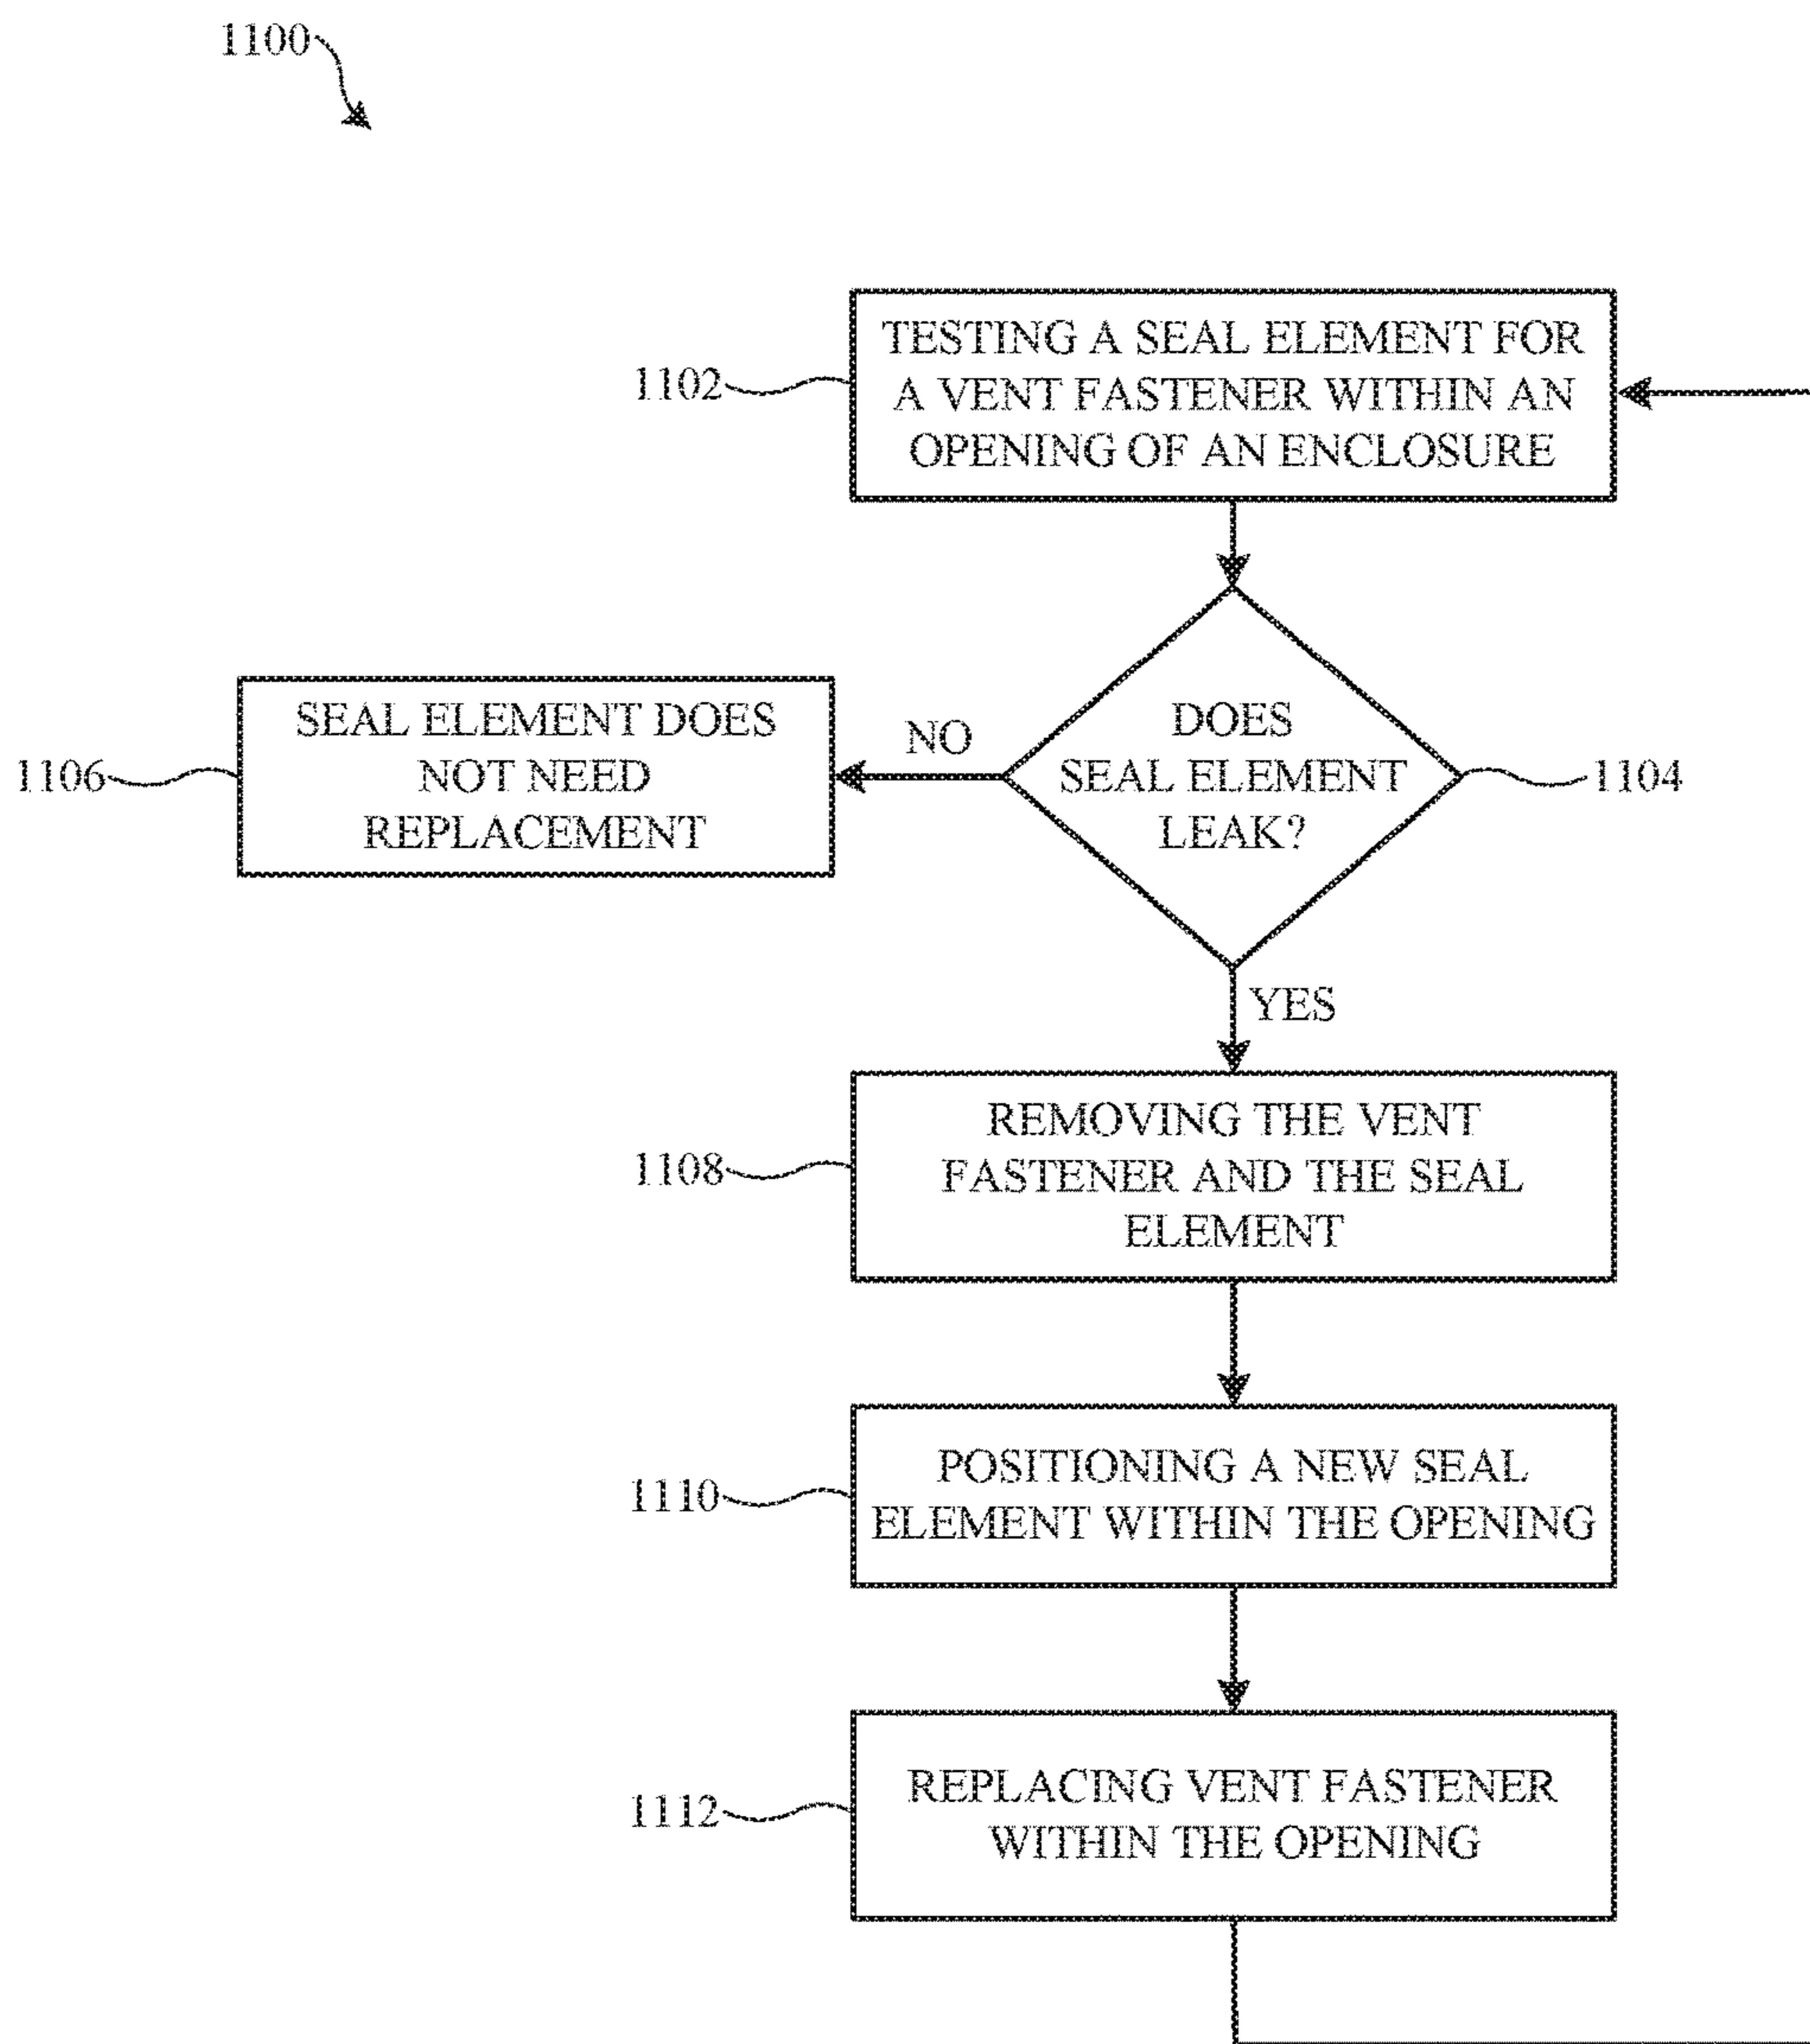 1100
TESTING A SEAL ELEMENT FOR
A VENT FASTENER WITHIN AN
OPENING OF AN ENCLOSURE
1102
DOES
SEAL ELEMENT
LEAK?
1104
NO
SEAL ELEMENT DOES
NOT NEED
REPLACEMENT
1106
YES
REMOVING THE VENT
FASTENER AND THE SEAL
ELEMENT
1108
POSITIONING A NEW SEAL
ELEMENT WITHIN THE OPENING
1110
REPLACING VENT FASTENER
WITHIN THE OPENING
1112